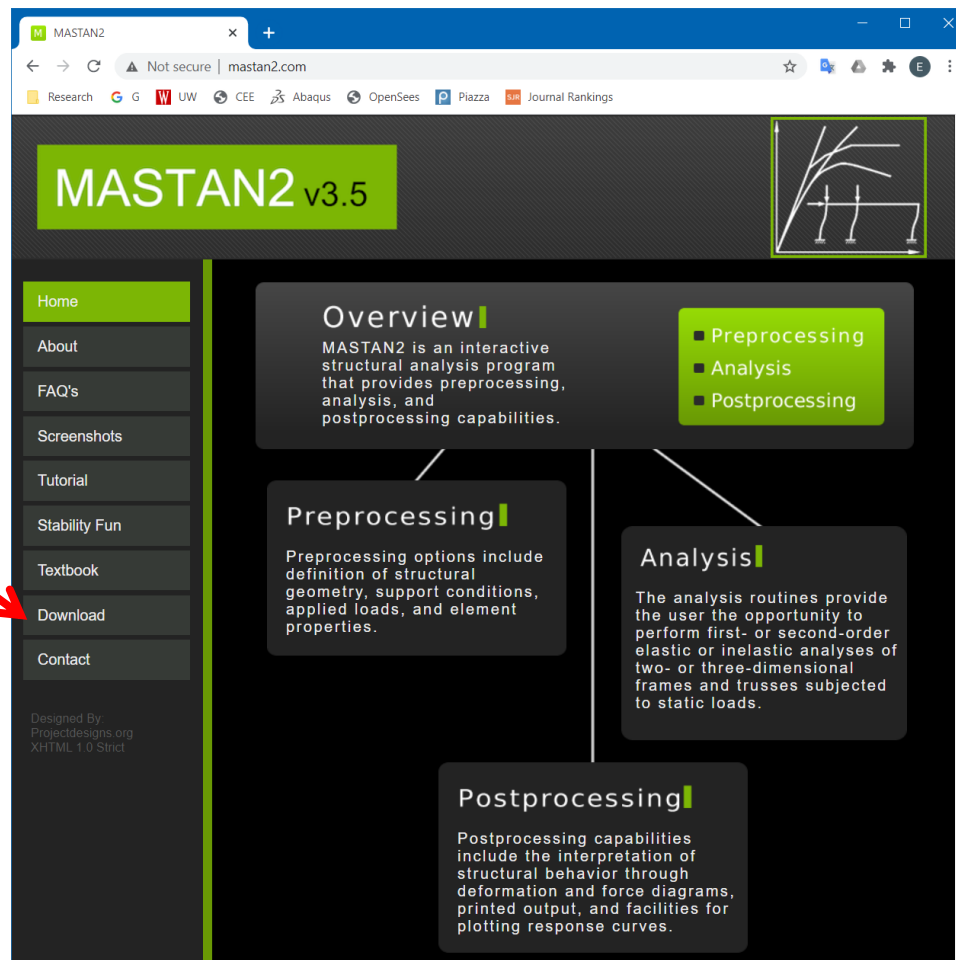 MASTAN2
Not secure | mastan2.com
E
Research G G UW CEE Abaqus OpenSees Piazza SJR Journal Rankings
MASTAN2 v3.5
Home
About
FAQ's
Screenshots
Tutorial
Stability Fun
Textbook
Download
Contact
Designed By:
Projectdesigns.org
XHTML 1.0 Strict
Overview
MASTAN2 is an interactive
structural analysis program
that provides preprocessing,
analysis, and
postprocessing capabilities.
Preprocessing
Analysis
Postprocessing
Preprocessing
Preprocessing options include
definition of structural
geometry, support conditions,
applied loads, and element
properties.
Analysis
The analysis routines provide
the user the opportunity to
perform first- or second-order
elastic or inelastic analyses of
two- or three-dimensional
frames and trusses subjected
to static loads.
Postprocessing
Postprocessing capabilities
include the interpretation of
structural behavior through
deformation and force diagrams,
printed output, and facilities for
plotting response curves.